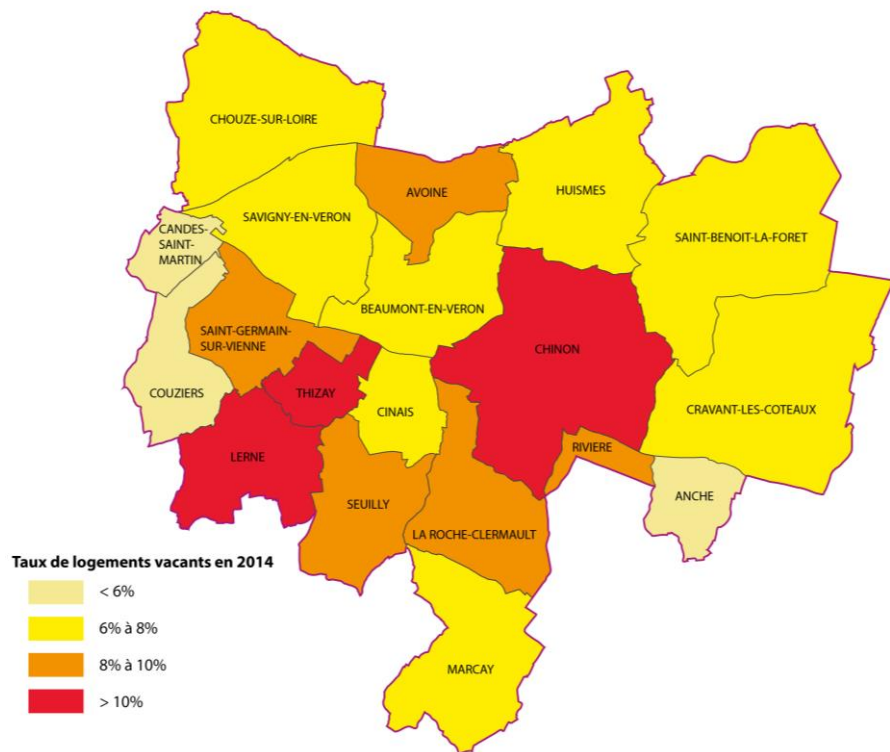 CHOUZE-SUR-LOIRE
AVOINE
HUISMES
SAVIGNY-EN-VERON
CANDES-
SAINT-
MARTIN
SAINT-BENOIT-LA-FORET
BEAUMONT-EN-VERON
SAINT-GERMAIN-
SUR-VIENNE
CHINON
COUZIERS
THIZAY
CINAIS
CRAVANT-LES-COTEAUX
LERNE
RIVIERE
SEUILLY
ANCHE
LA ROCHE-CLERMAULT
MARCAY
Taux de logements vacants en 2014
< 6%
6% à 8%
8% à 10%
> 10%